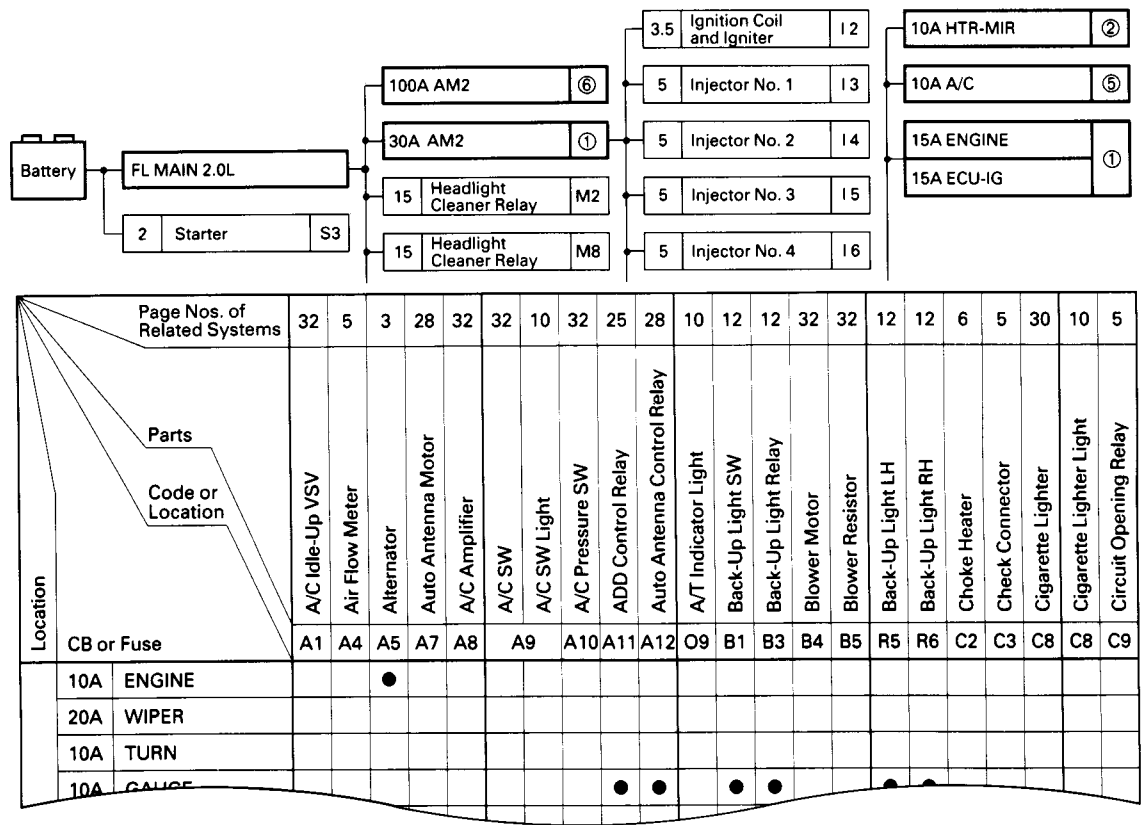 3.5 Ignition Coil and Igniter I2
10A HTR-MIR ②
100A AM2 ⑥
5 Injector No. 1 I3
10A A/C ⑤
30A AM2 ①
5 Injector No. 2 I4
15A ENGINE
①
15A ECU-IG
Battery
FL MAIN 2.0L
15 Headlight Cleaner Relay M2
5 Injector No. 3 I5
2 Starter S3
15 Headlight Cleaner Relay M8
5 Injector No. 4 I6
Page Nos. of Related Systems 32 5 3 28 32 32 10 32 25 28 10 12 12 32 32 12 12 6 5 30 10 5
Parts
Code or Location
A/C Idle-Up VSV
Air Flow Meter
Alternator
Auto Antenna Motor
A/C Amplifier
A/C SW
A/C SW Light
A/C Pressure SW
ADD Control Relay
Auto Antenna Control Relay
A/T Indicator Light
Back-Up Light SW
Back-Up Light Relay
Blower Motor
Blower Resistor
Back-Up Light LH
Back-Up Light RH
Choke Heater
Check Connector
Cigarette Lighter
Cigarette Lighter Light
Circuit Opening Relay
Location
CB or Fuse A1 A4 A5 A7 A8 A9 A10 A11 A12 O9 B1 B3 B4 B5 R5 R6 C2 C3 C8 C8 C9
10A ENGINE ●
20A WIPER
10A TURN
10A GAUGE ● ● ● ● ● ●